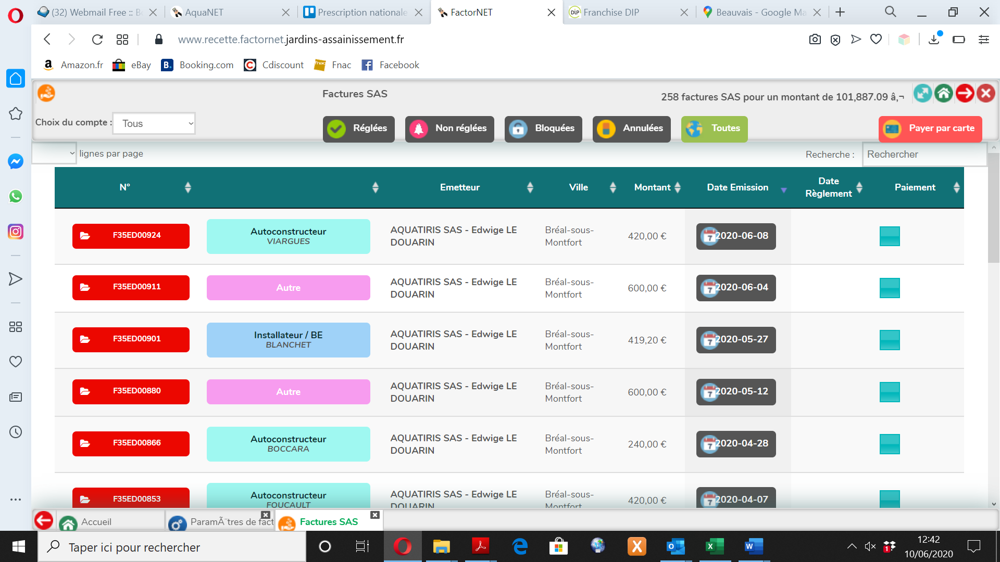 (32) Webmail Free :: B
AquaNET
Prescription nationale
FactorNET
Franchise DIP
Beauvais - Google Ma
www.recette.factornet.jardins-assainissement.fr
Amazon.fr
eBay
Booking.com
Cdiscount
Fnac
Facebook
Factures SAS
258 factures SAS pour un montant de 101,887.09 â‚¬
Choix du compte :
Tous
Réglées
Non réglées
Bloquées
Annulées
Toutes
Payer par carte
lignes par page
Recherche :
Rechercher
N°
Emetteur
Ville
Montant
Date Emission
Date
Règlement
Paiement
F35ED00924
Autoconstructeur
VIARGUES
AQUATIRIS SAS - Edwige LE
DOUARIN
Bréal-sous-
Montfort
420,00 €
2020-06-08
F35ED00911
Autre
AQUATIRIS SAS - Edwige LE
DOUARIN
Bréal-sous-
Montfort
600,00 €
2020-06-04
F35ED00901
Installateur / BE
BLANCHET
AQUATIRIS SAS - Edwige LE
DOUARIN
Bréal-sous-
Montfort
419,20 €
2020-05-27
F35ED00880
Autre
AQUATIRIS SAS - Edwige LE
DOUARIN
Bréal-sous-
Montfort
600,00 €
2020-05-12
F35ED00866
Autoconstructeur
BOCCARA
AQUATIRIS SAS - Edwige LE
DOUARIN
Bréal-sous-
Montfort
240,00 €
2020-04-28
F35ED00853
Autoconstructeur
FOUCAULT
AQUATIRIS SAS - Edwige LE
DOUARIN
Bréal-sous-
Montfort
420,00 €
2020-04-07
Accueil
ParamÃ¨tres de fact
Factures SAS
Taper ici pour rechercher
12:42
10/06/2020